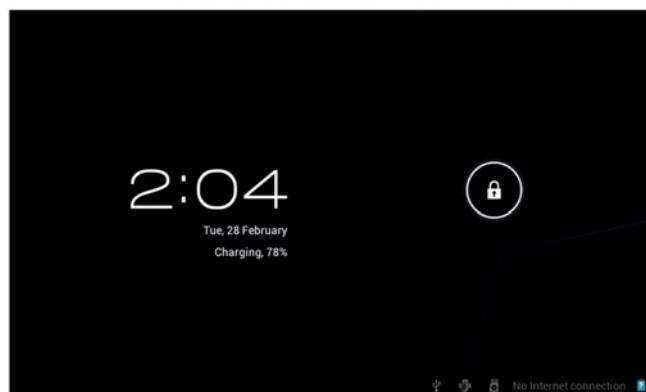 2:04
Tue, 28 February
Charging, 78%
No Internet connection